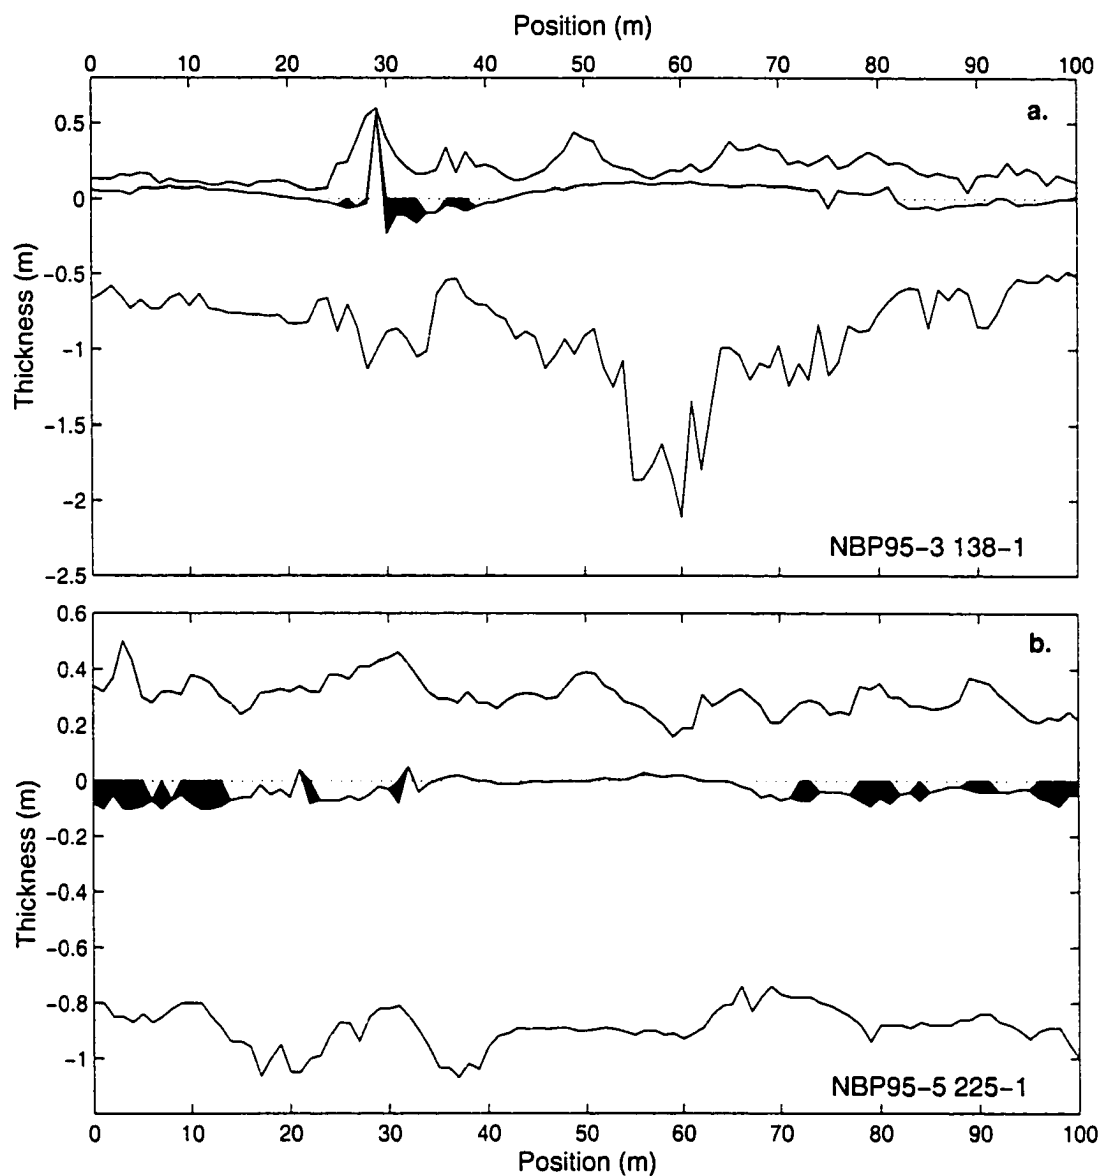 Position (m)
0 10 20 30 40 50 60 70 80 90 100
a.
0.5
0
−0.5
−1
−1.5
−2
−2.5
Thickness (m)
NBP95−3 138−1
0.6
0.4
0.2
0
−0.2
−0.4
−0.6
−0.8
−1
Thickness (m)
b.
NBP95−5 225−1
0 10 20 30 40 50 60 70 80 90 100
Position (m)